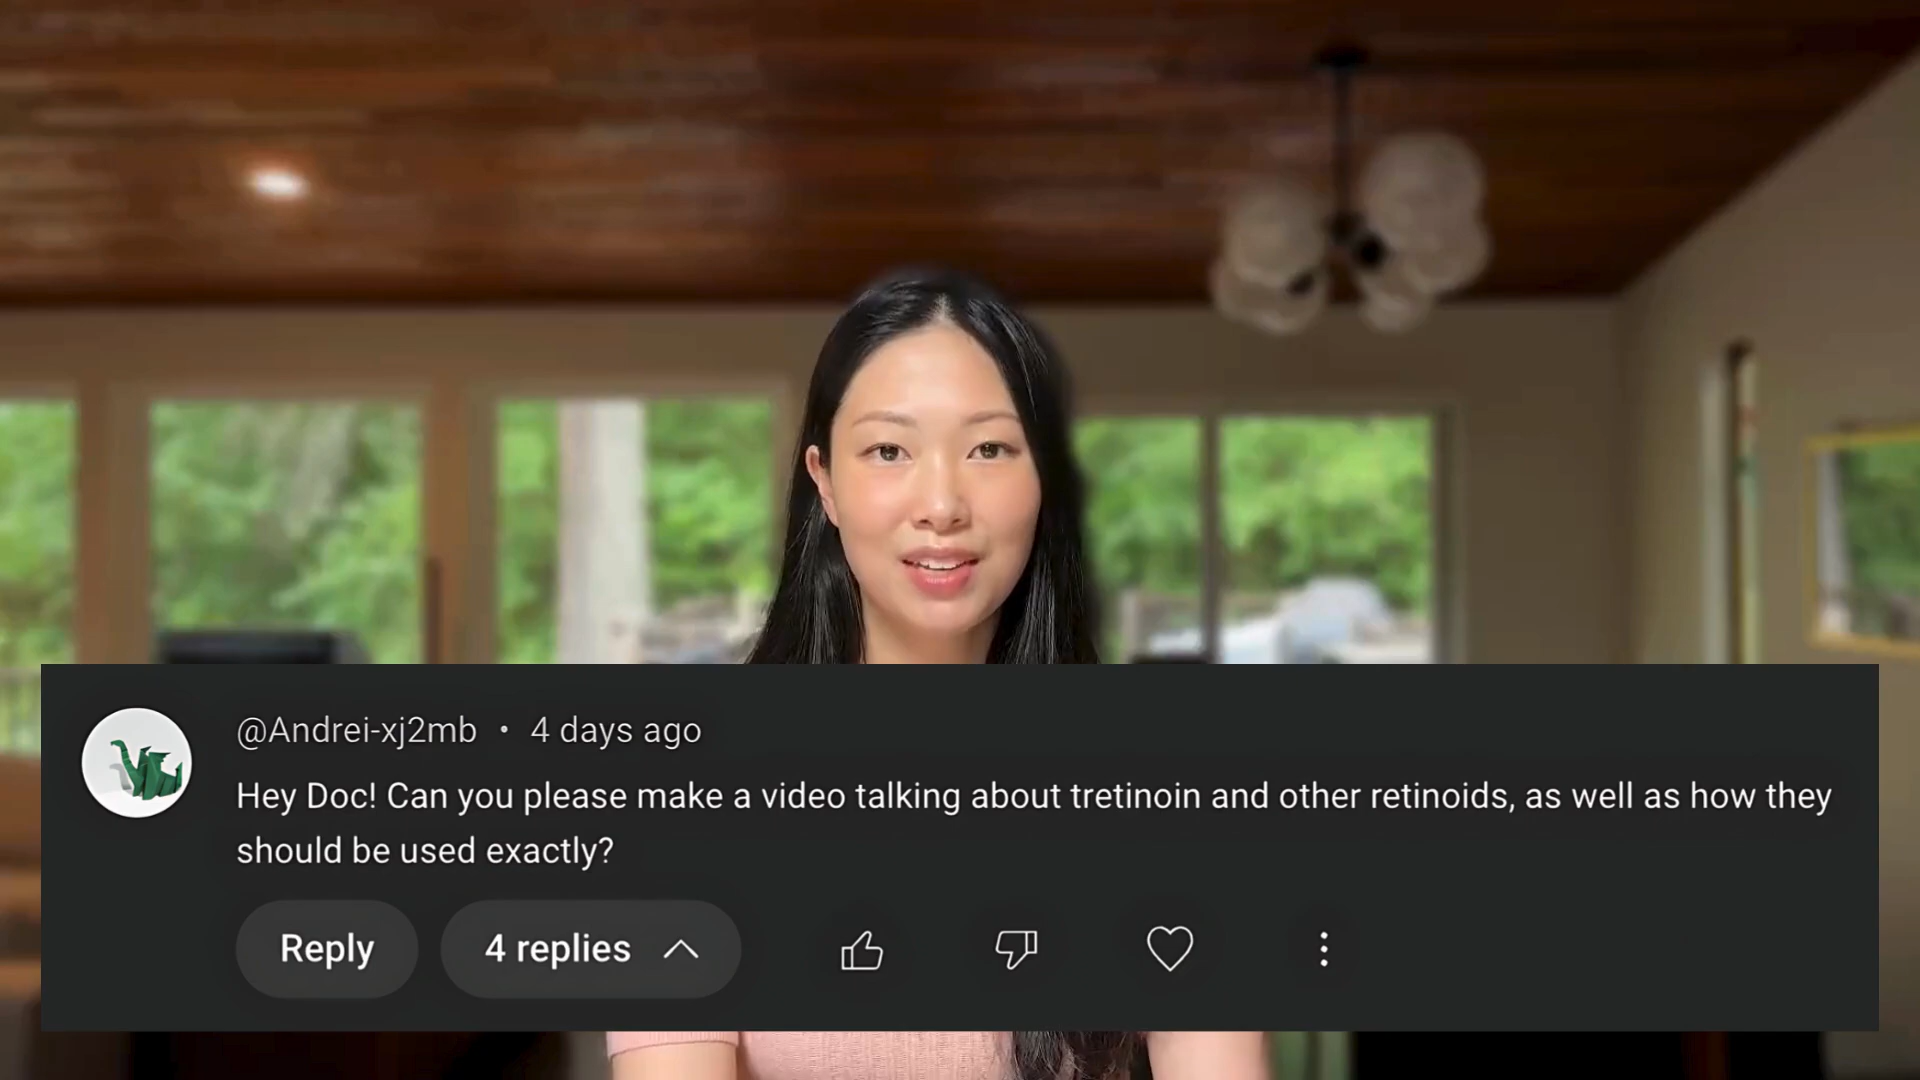 @Andrei-xj2mb • 4 days ago
Hey Doc! Can you please make a video talking about tretinoin and other retinoids, as well as how they
should be used exactly?
Reply
4 replies